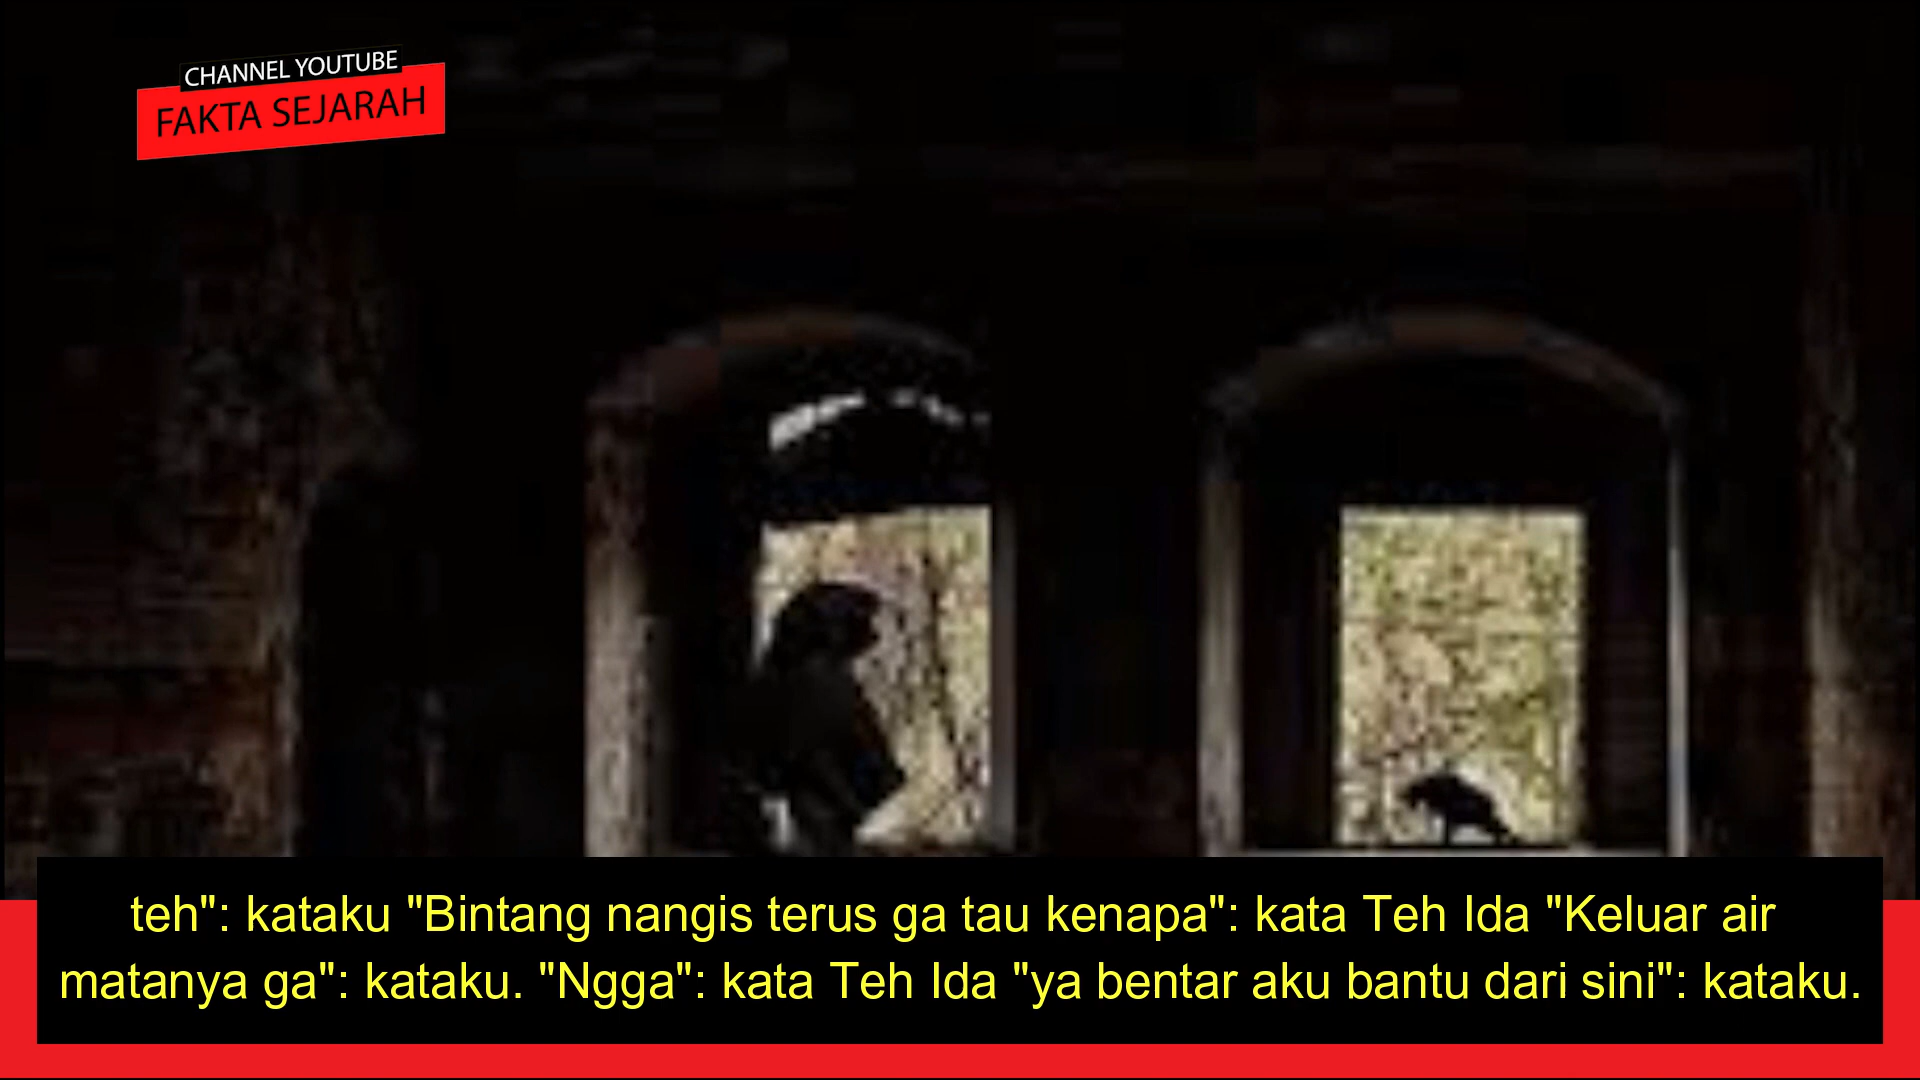 CHANNEL YOUTUBE
FAKTA SEJARAH
teh": kataku "Bintang nangis terus ga tau kenapa": kata Teh Ida "Keluar air
matanya ga": kataku. "Ngga": kata Teh Ida "ya bentar aku bantu dari sini": kataku.